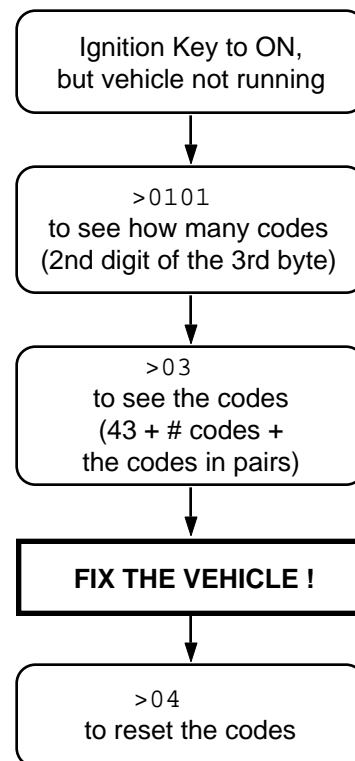 Ignition Key to ON,
but vehicle not running
>0101
to see how many codes
(2nd digit of the 3rd byte)
>03
to see the codes
(43 + # codes +
the codes in pairs)
FIX THE VEHICLE !
>04
to reset the codes